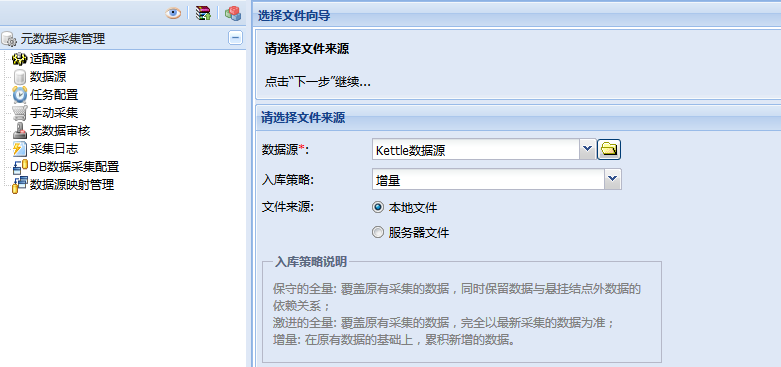 元数据采集管理
适配器
数据源
任务配置
手动采集
元数据审核
采集日志
DB数据采集配置
数据源映射管理
选择文件向导
请选择文件来源
点击“下一步”继续...
请选择文件来源
数据源*: Kettle数据源
入库策略: 增量
文件来源: 本地文件
服务器文件
入库策略说明
保守的全量: 覆盖原有采集的数据，同时保留数据与悬挂结点外数据的
依赖关系；
激进的全量: 覆盖原有采集的数据，完全以最新采集的数据为准；
增量: 在原有数据的基础上，累积新增的数据。